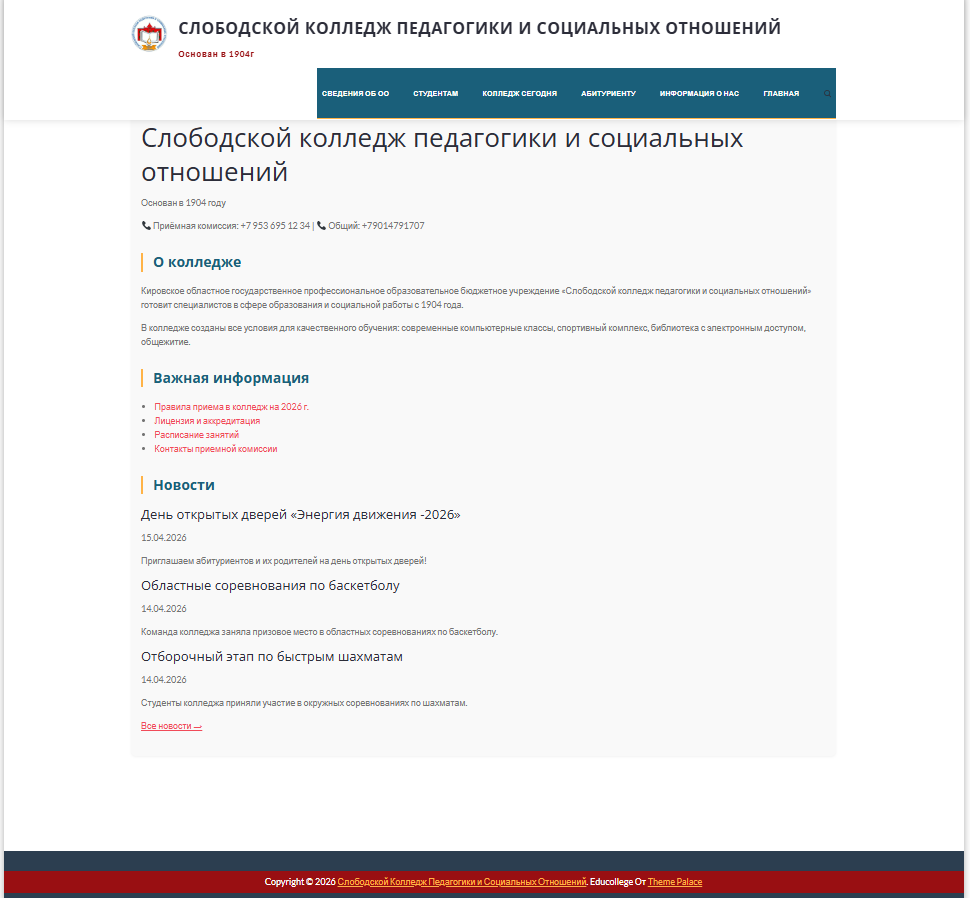 СЛОБОДСКОЙ КОЛЛЕДЖ ПЕДАГОГИКИ И СОЦИАЛЬНЫХ ОТНОШЕНИЙ
Основан в 1904г
СВЕДЕНИЯ ОБ ОО СТУДЕНТАМ КОЛЛЕДЖ СЕГОДНЯ АБИТУРИЕНТУ ИНФОРМАЦИЯ О НАС ГЛАВНАЯ
Слободской колледж педагогики и социальных
отношений
Основан в 1904 году
Приёмная комиссия: +7 953 695 12 34 | Общий: +79014791707
О колледже
Кировское областное государственное профессиональное образовательное бюджетное учреждение «Слободской колледж педагогики и социальных отношений»
готовит специалистов в сфере образования и социальной работы с 1904 года.
В колледже созданы все условия для качественного обучения: современные компьютерные классы, спортивный комплекс, библиотека с электронным доступом,
общежитие.
Важная информация
• Правила приема в колледж на 2026 г.
• Лицензия и аккредитация
• Расписание занятий
• Контакты приемной комиссии
Новости
День открытых дверей «Энергия движения -2026»
15.04.2026
Приглашаем абитуриентов и их родителей на день открытых дверей!
Областные соревнования по баскетболу
14.04.2026
Команда колледжа заняла призовое место в областных соревнованиях по баскетболу.
Отборочный этап по быстрым шахматам
14.04.2026
Студенты колледжа приняли участие в окружных соревнованиях по шахматам.
Все новости →
Copyright © 2026 Слободской Колледж Педагогики и Социальных Отношений. Educollege От Theme Palace